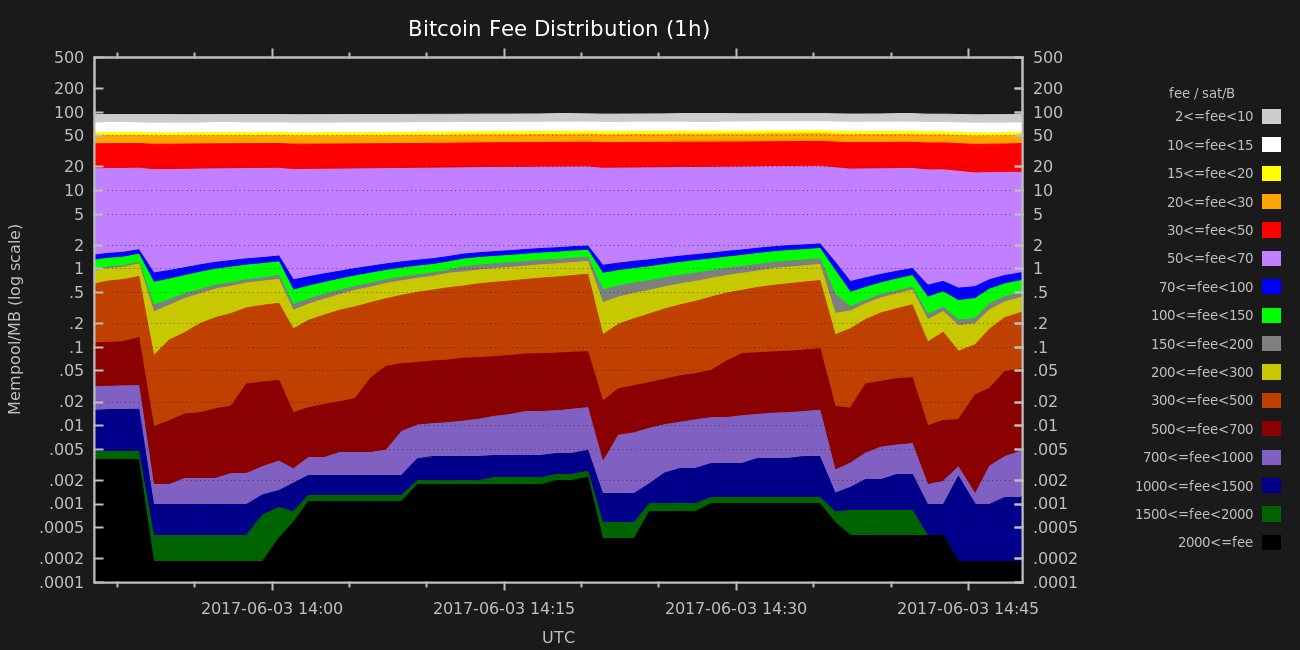 Bitcoin Fee Distribution (1h)
Mempool/MB (log scale)
500
200
100
50
20
10
5
2
1
.5
.2
.1
.05
.02
.01
.005
.002
.001
.0005
.0002
.0001
500
200
100
50
20
10
5
2
1
.5
.2
.1
.05
.02
.01
.005
.002
.001
.0005
.0002
.0001
2017-06-03 14:00
2017-06-03 14:15
2017-06-03 14:30
2017-06-03 14:45
UTC
fee / sat/B
2<=fee<10
10<=fee<15
15<=fee<20
20<=fee<30
30<=fee<50
50<=fee<70
70<=fee<100
100<=fee<150
150<=fee<200
200<=fee<300
300<=fee<500
500<=fee<700
700<=fee<1000
1000<=fee<1500
1500<=fee<2000
2000<=fee